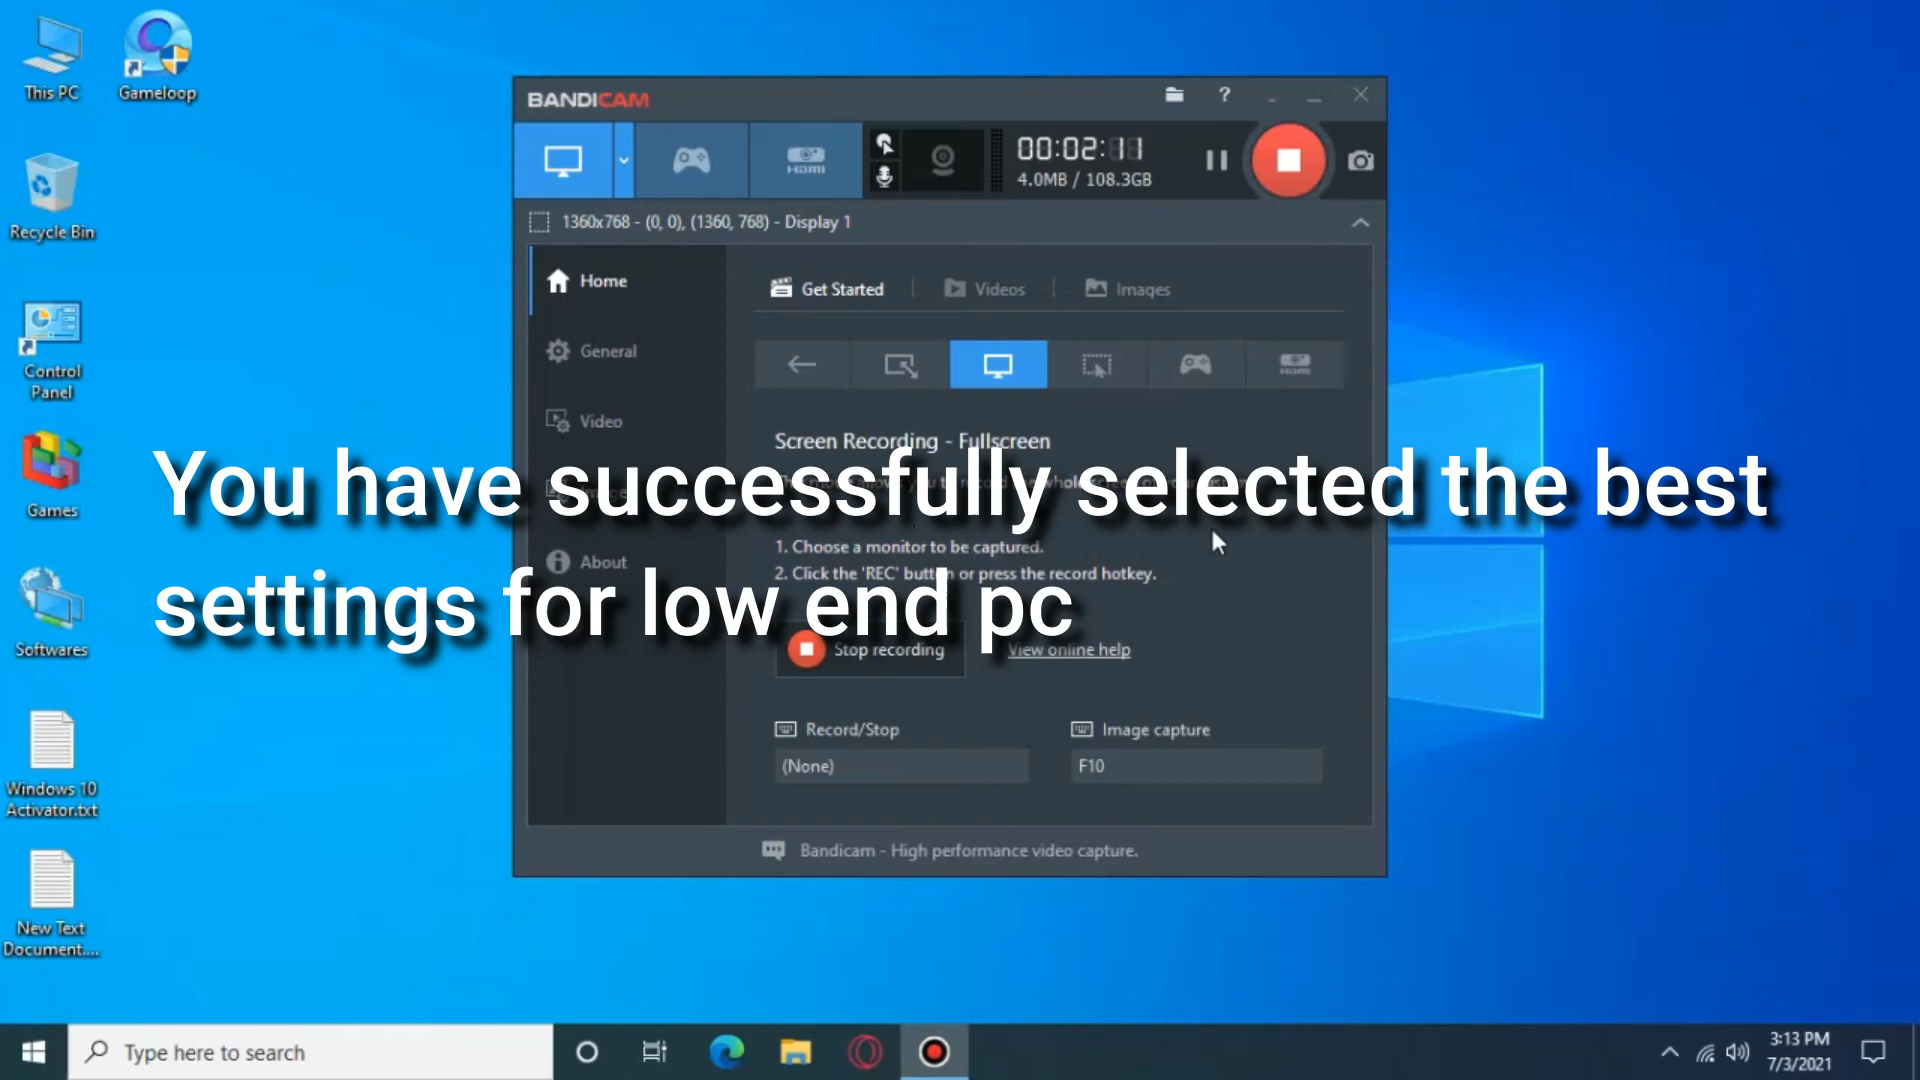 This PC
Gameloop
Recycle Bin
Control
Panel
Games
Softwares
Windows 10
Activator.txt
New Text
Document....
BANDICAM
?
HDMI
00:02:11
4.0MB / 108.3GB
1360x768 - (0, 0), (1360, 768) - Display 1
Home
General
Video
About
Get Started
Videos
Images
HDMI
Screen Recording - Fullscreen
You have successfully selected the best
settings for low end pc
1. Choose a monitor to be captured.
2. Click the 'REC' button or press the record hotkey.
Stop recording
View online help
Record/Stop
Image capture
(None)
F10
Bandicam - High performance video capture.
Type here to search
3:13 PM
7/3/2021